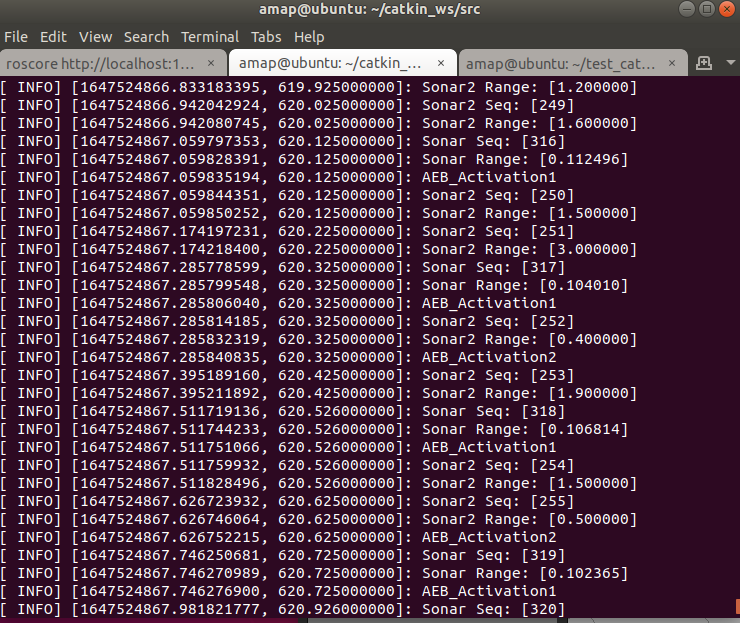 amap@ubuntu: ~/catkin_ws/src
File Edit View Search Terminal Tabs Help
roscore http://localhost:1... × amap@ubuntu: ~/catkin_... × amap@ubuntu: ~/test_cat... ×
[ INFO] [1647524866.833183395, 619.925000000]: Sonar2 Range: [1.200000]
[ INFO] [1647524866.942042924, 620.025000000]: Sonar2 Seq: [249]
[ INFO] [1647524866.942080745, 620.025000000]: Sonar2 Range: [1.600000]
[ INFO] [1647524867.059797353, 620.125000000]: Sonar Seq: [316]
[ INFO] [1647524867.059828391, 620.125000000]: Sonar Range: [0.112496]
[ INFO] [1647524867.059835194, 620.125000000]: AEB_Activation1
[ INFO] [1647524867.059844351, 620.125000000]: Sonar2 Seq: [250]
[ INFO] [1647524867.059850252, 620.125000000]: Sonar2 Range: [1.500000]
[ INFO] [1647524867.174197231, 620.225000000]: Sonar2 Seq: [251]
[ INFO] [1647524867.174218400, 620.225000000]: Sonar2 Range: [3.000000]
[ INFO] [1647524867.285778599, 620.325000000]: Sonar Seq: [317]
[ INFO] [1647524867.285799548, 620.325000000]: Sonar Range: [0.104010]
[ INFO] [1647524867.285806040, 620.325000000]: AEB_Activation1
[ INFO] [1647524867.285814185, 620.325000000]: Sonar2 Seq: [252]
[ INFO] [1647524867.285832319, 620.325000000]: Sonar2 Range: [0.400000]
[ INFO] [1647524867.285840835, 620.325000000]: AEB_Activation2
[ INFO] [1647524867.395189160, 620.425000000]: Sonar2 Seq: [253]
[ INFO] [1647524867.395211892, 620.425000000]: Sonar2 Range: [1.900000]
[ INFO] [1647524867.511719136, 620.526000000]: Sonar Seq: [318]
[ INFO] [1647524867.511744233, 620.526000000]: Sonar Range: [0.106814]
[ INFO] [1647524867.511751066, 620.526000000]: AEB_Activation1
[ INFO] [1647524867.511759932, 620.526000000]: Sonar2 Seq: [254]
[ INFO] [1647524867.511828496, 620.526000000]: Sonar2 Range: [1.500000]
[ INFO] [1647524867.626723932, 620.625000000]: Sonar2 Seq: [255]
[ INFO] [1647524867.626746064, 620.625000000]: Sonar2 Range: [0.500000]
[ INFO] [1647524867.626752215, 620.625000000]: AEB_Activation2
[ INFO] [1647524867.746250681, 620.725000000]: Sonar Seq: [319]
[ INFO] [1647524867.746270989, 620.725000000]: Sonar Range: [0.102365]
[ INFO] [1647524867.746276900, 620.725000000]: AEB_Activation1
[ INFO] [1647524867.981821777, 620.926000000]: Sonar Seq: [320]